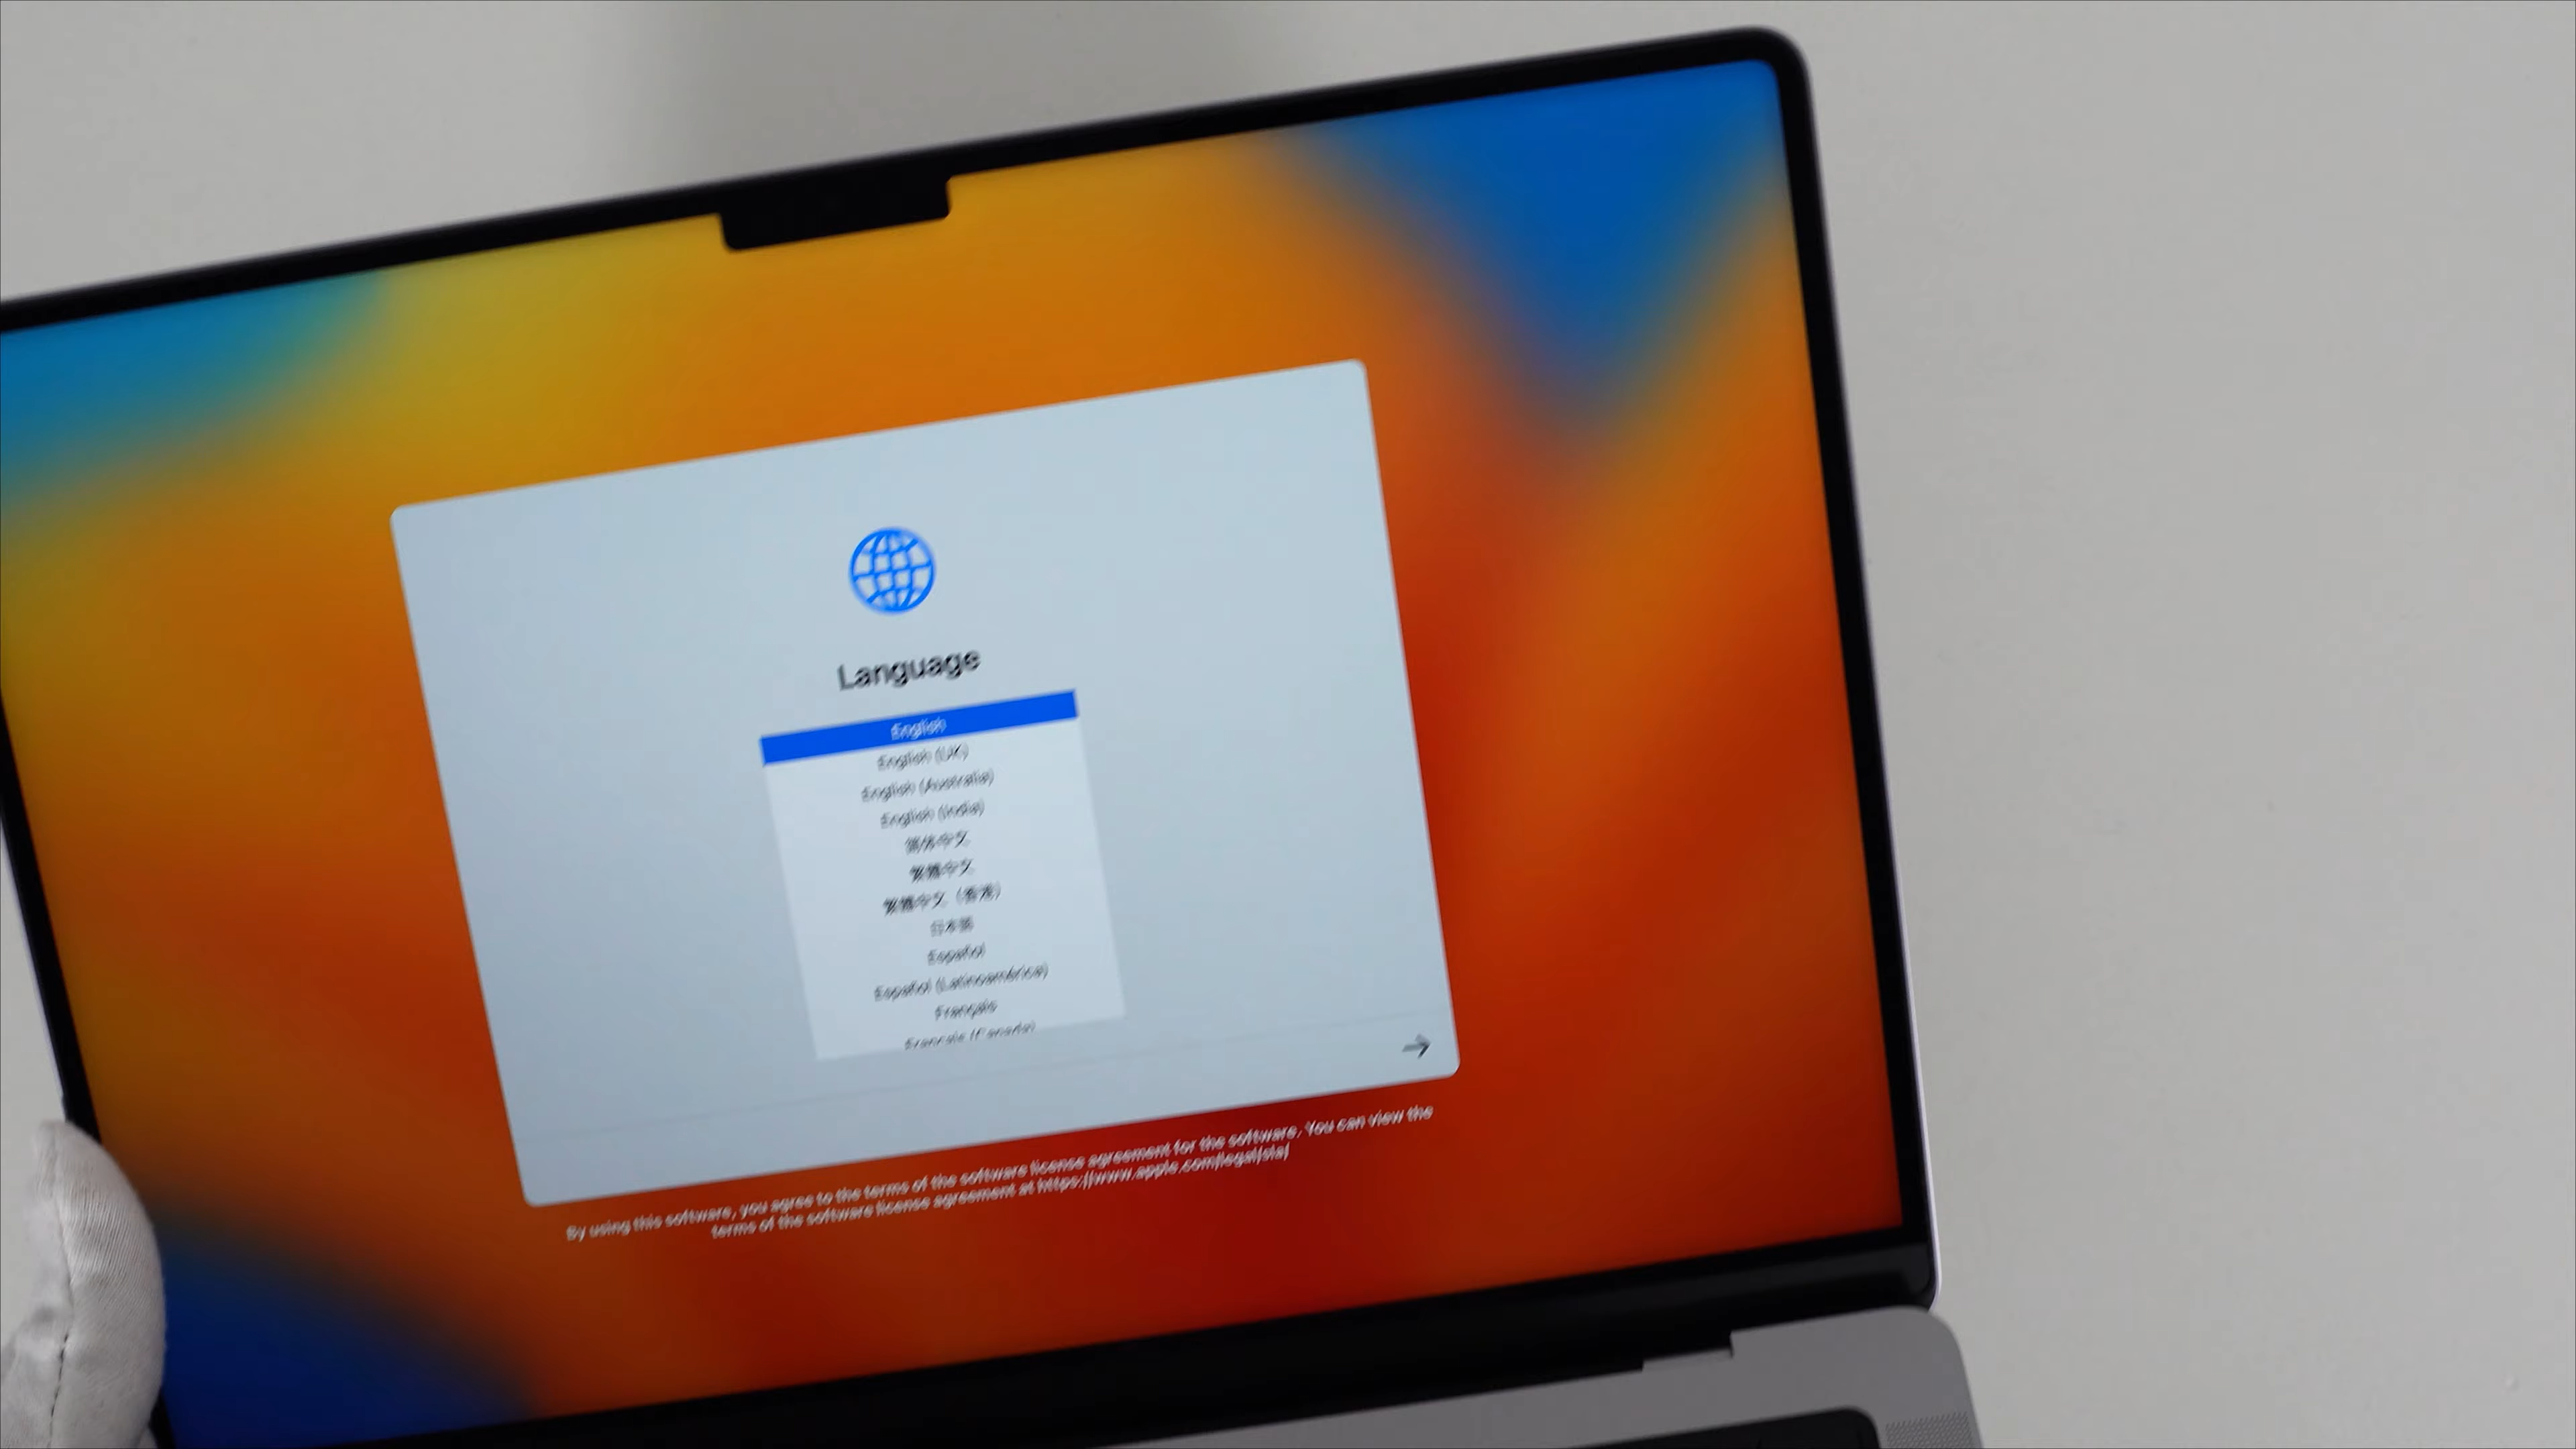 Language
English
English (UK)
English (Australia)
English (India)
简体中文
繁體中文
繁體中文（香港）
日本語
Español
Español (Latinoamérica)
Français
Français (Canada)
By using this software, you agree to the terms of the software license agreement for the software. You can view the
terms of the software license agreement at https://www.apple.com/legal/sla/